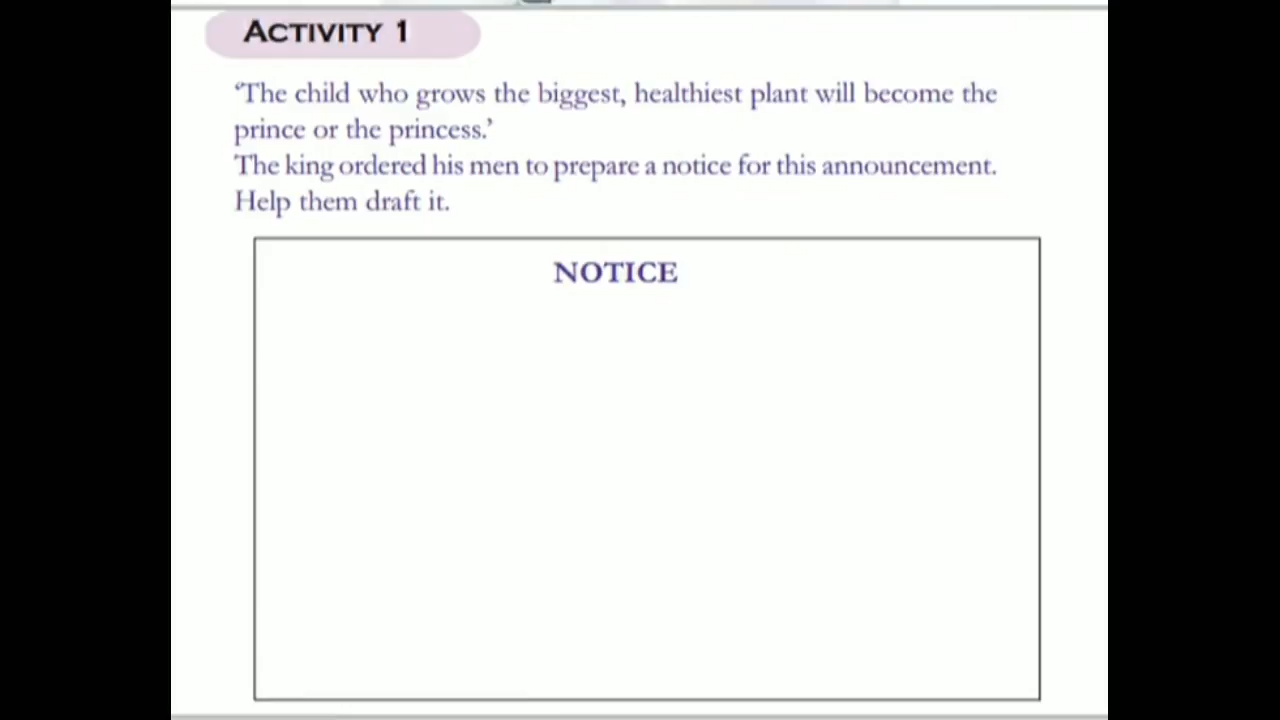 ACTIVITY 1
‘The child who grows the biggest, healthiest plant will become the
prince or the princess.’
The king ordered his men to prepare a notice for this announcement.
Help them draft it.
NOTICE